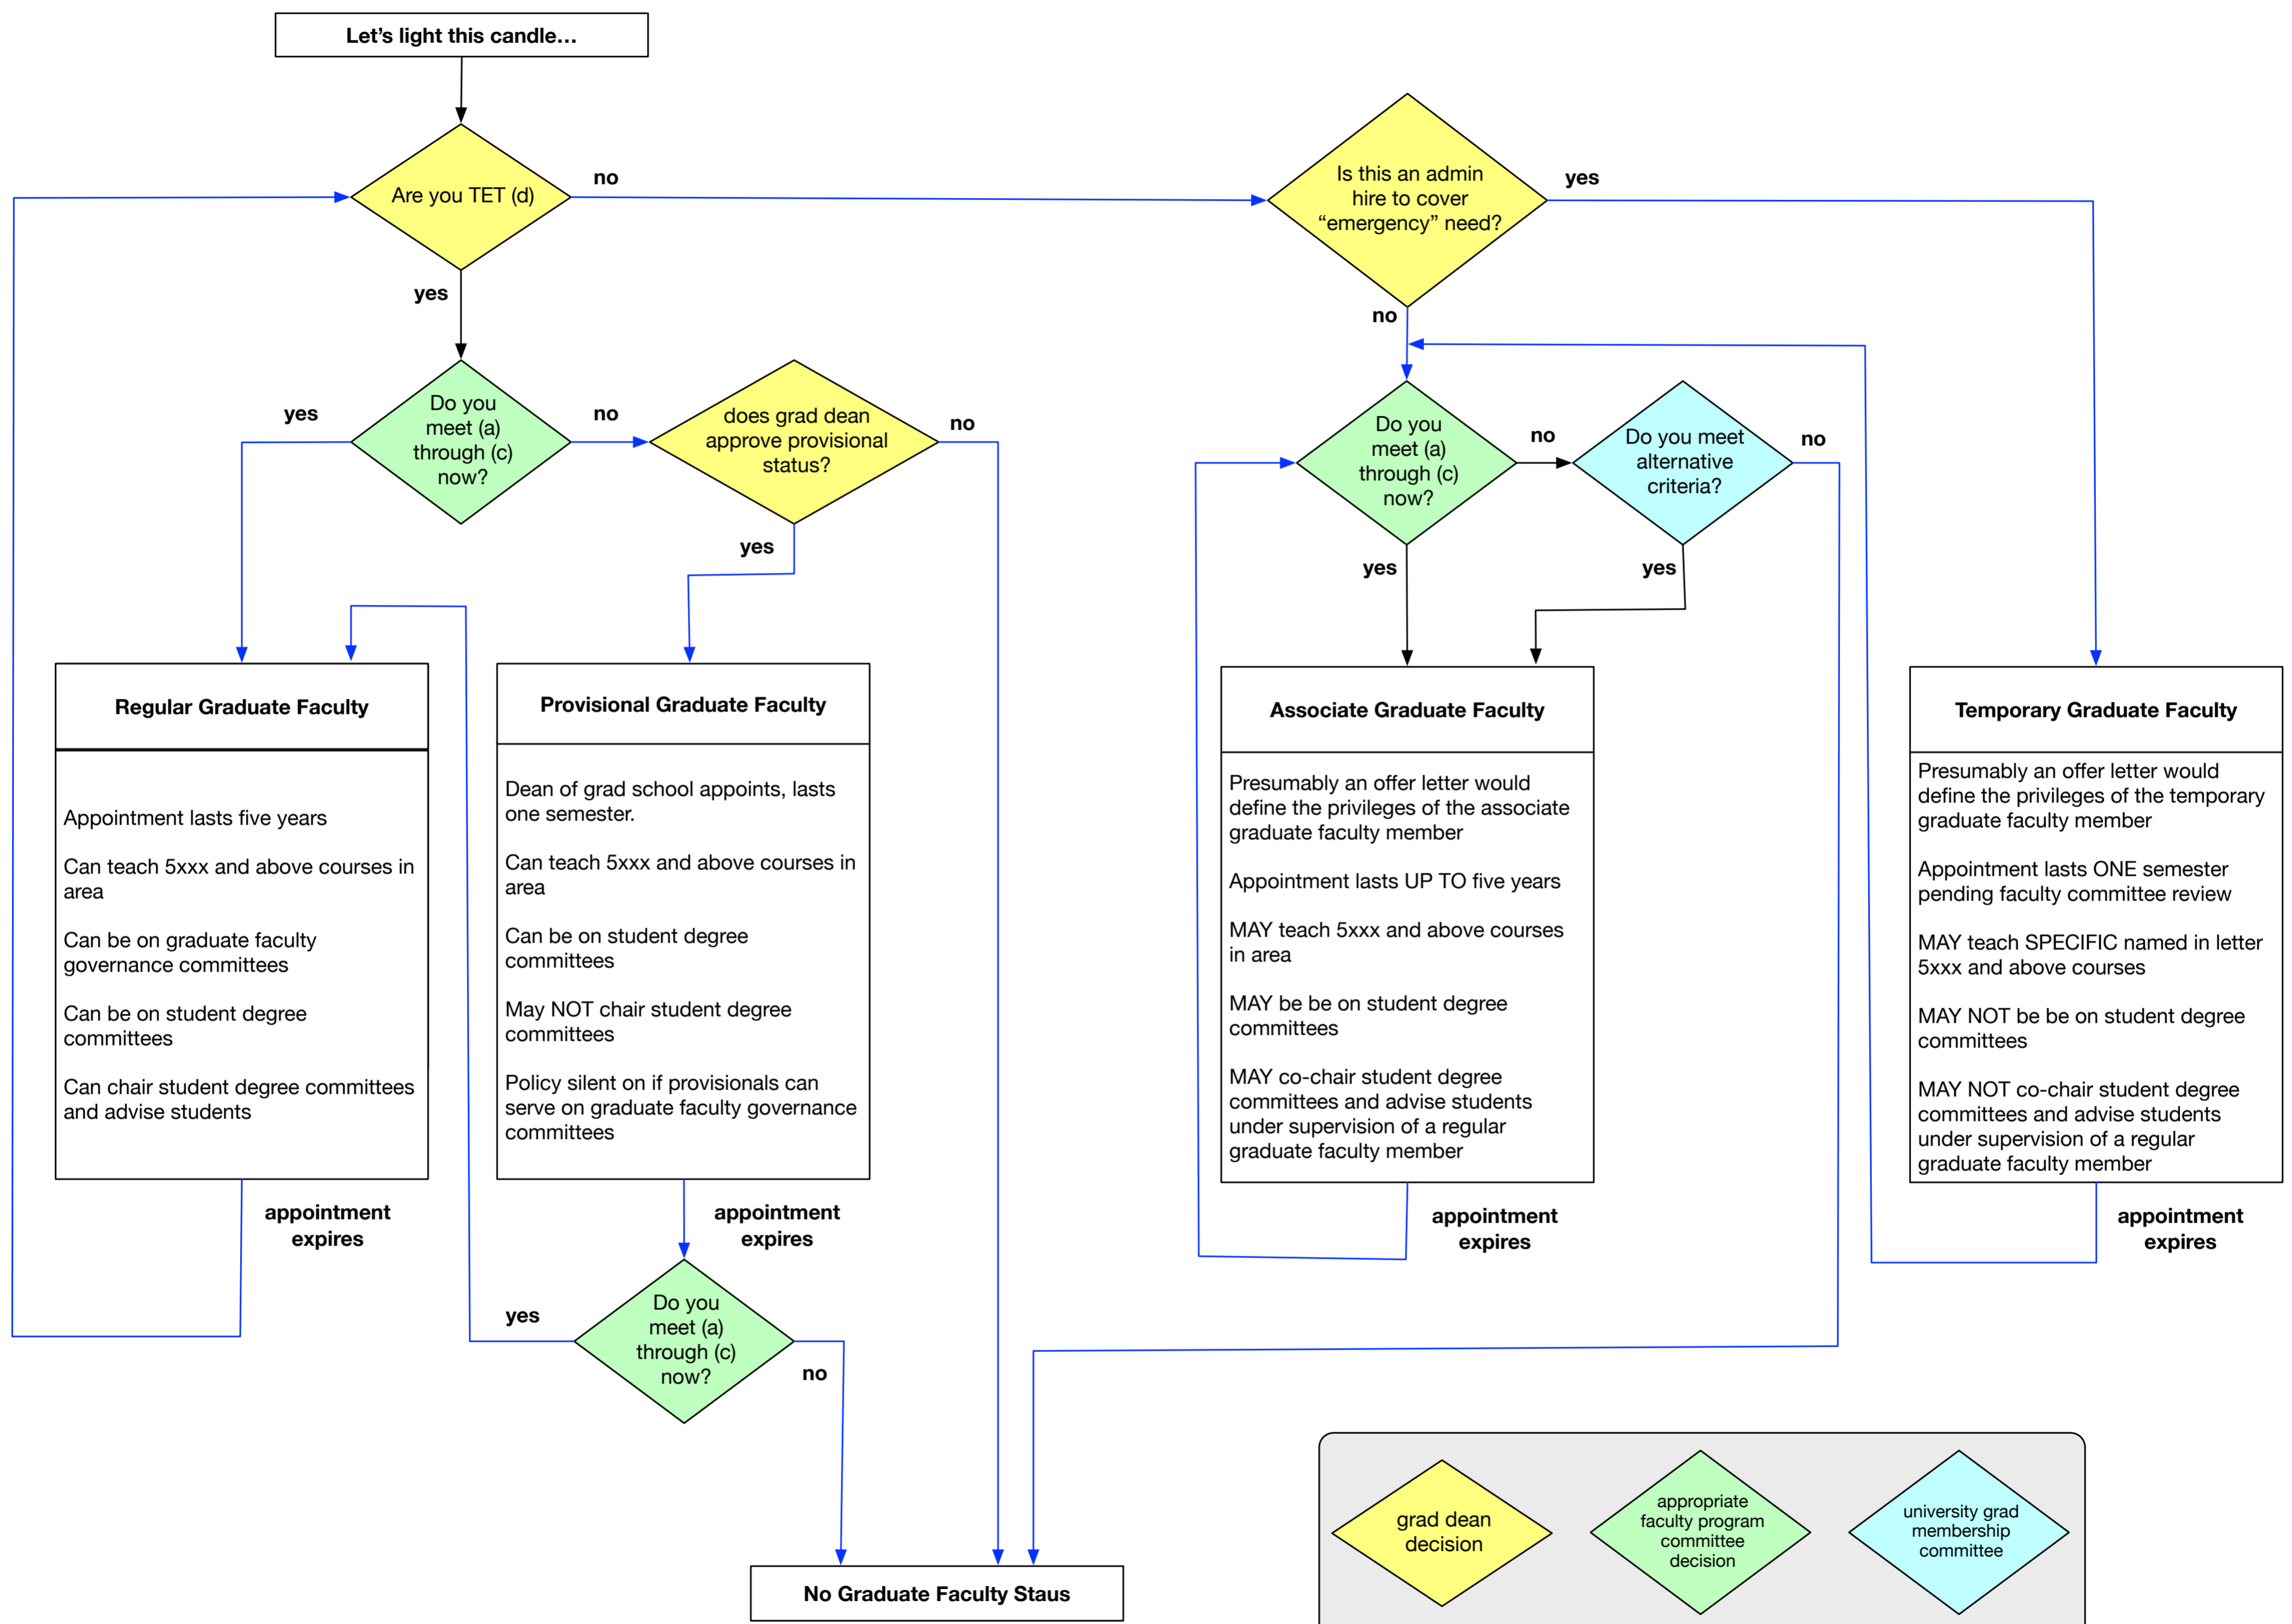 Let’s light this candle…
Are you TET (d)
no
yes
Is this an admin
hire to cover
“emergency” need?
yes
no
Do you
meet (a)
through (c)
now?
yes
no
does grad dean
approve provisional
status?
no
yes
Do you
meet (a)
through (c)
now?
no
yes
Do you meet
alternative
criteria?
no
yes
Regular Graduate Faculty
Appointment lasts five years
Can teach 5xxx and above courses in
area
Can be on graduate faculty
governance committees
Can be on student degree
committees
Can chair student degree committees
and advise students
appointment
expires
Provisional Graduate Faculty
Dean of grad school appoints, lasts
one semester.
Can teach 5xxx and above courses in
area
Can be on student degree
committees
May NOT chair student degree
committees
Policy silent on if provisionals can
serve on graduate faculty governance
committees
appointment
expires
Associate Graduate Faculty
Presumably an offer letter would
define the privileges of the associate
graduate faculty member
Appointment lasts UP TO five years
MAY teach 5xxx and above courses
in area
MAY be be on student degree
committees
MAY co-chair student degree
committees and advise students
under supervision of a regular
graduate faculty member
appointment
expires
Temporary Graduate Faculty
Presumably an offer letter would
define the privileges of the temporary
graduate faculty member
Appointment lasts ONE semester
pending faculty committee review
MAY teach SPECIFIC named in letter
5xxx and above courses
MAY NOT be be on student degree
committees
MAY NOT co-chair student degree
committees and advise students
under supervision of a regular
graduate faculty member
appointment
expires
Do you
meet (a)
through (c)
now?
yes
no
No Graduate Faculty Staus
grad dean
decision
appropriate
faculty program
committee
decision
university grad
membership
committee